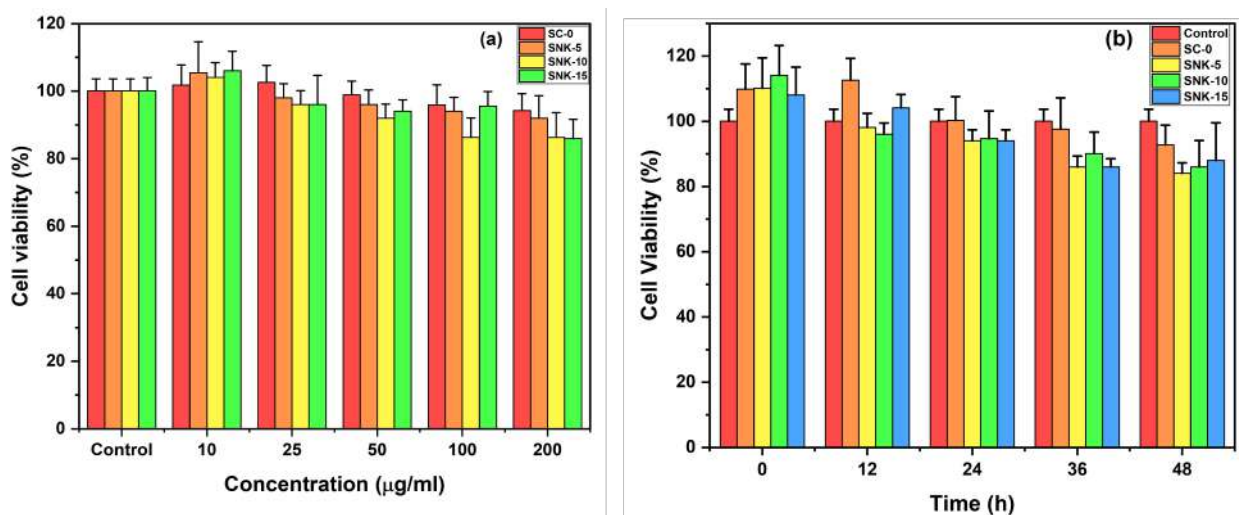 (a)
SC-0
SNK-5
SNK-10
SNK-15
Cell viability (%)
120
100
80
60
40
20
0
Control 10 25 50 100 200
Concentration (μg/ml)
(b)
Control
SC-0
SNK-5
SNK-10
SNK-15
Cell Viability (%)
120
100
80
60
40
20
0
0 12 24 36 48
Time (h)